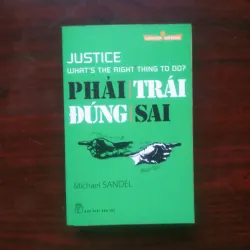 JUSTICE
WHAT'S THE RIGHT THING TO DO?
PHẢI TRÁI
ĐÚNG SAI
Michael SANDEL